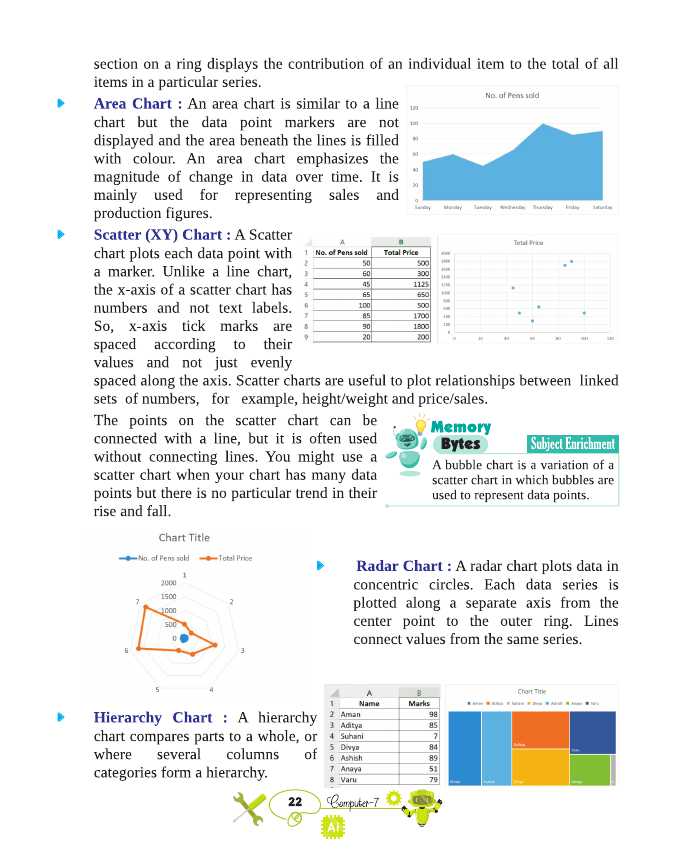 section on a ring displays the contribution of an individual item to the total of all
items in a particular series.
Area Chart : An area chart is similar to a line
chart but the data point markers are not
displayed and the area beneath the lines is filled
with colour. An area chart emphasizes the
magnitude of change in data over time. It is
mainly used for representing sales and
production figures.
No. of Pens sold
120
100
80
60
40
20
0
Sunday Monday Tuesday Wednesday Thursday Friday Saturday
Scatter (XY) Chart : A Scatter
chart plots each data point with
a marker. Unlike a line chart,
the x-axis of a scatter chart has
numbers and not text labels.
So, x-axis tick marks are
spaced according to their
values and not just evenly
A B
1 No. of Pens sold Total Price
2 50 500
3 60 300
4 45 1125
5 65 650
6 100 500
7 85 1700
8 90 1800
9 20 200
Total Price
0 20 40 60 80 100 120
spaced along the axis. Scatter charts are useful to plot relationships between linked
sets of numbers, for example, height/weight and price/sales.
The points on the scatter chart can be
connected with a line, but it is often used
without connecting lines. You might use a
scatter chart when your chart has many data
points but there is no particular trend in their
rise and fall.
Memory
Bytes
Subject Enrichment
A bubble chart is a variation of a
scatter chart in which bubbles are
used to represent data points.
Chart Title
No. of Pens sold Total Price
2000
1500
1000
500
0
1
2
3
4
5
6
7
Radar Chart : A radar chart plots data in
concentric circles. Each data series is
plotted along a separate axis from the
center point to the outer ring. Lines
connect values from the same series.
Hierarchy Chart : A hierarchy
chart compares parts to a whole, or
where several columns of
categories form a hierarchy.
A B
1 Name Marks
2 Aman 98
3 Aditya 85
4 Suhani 7
5 Divya 84
6 Ashish 89
7 Anaya 51
8 Varu 79
Chart Title
22
Computer-7
AI